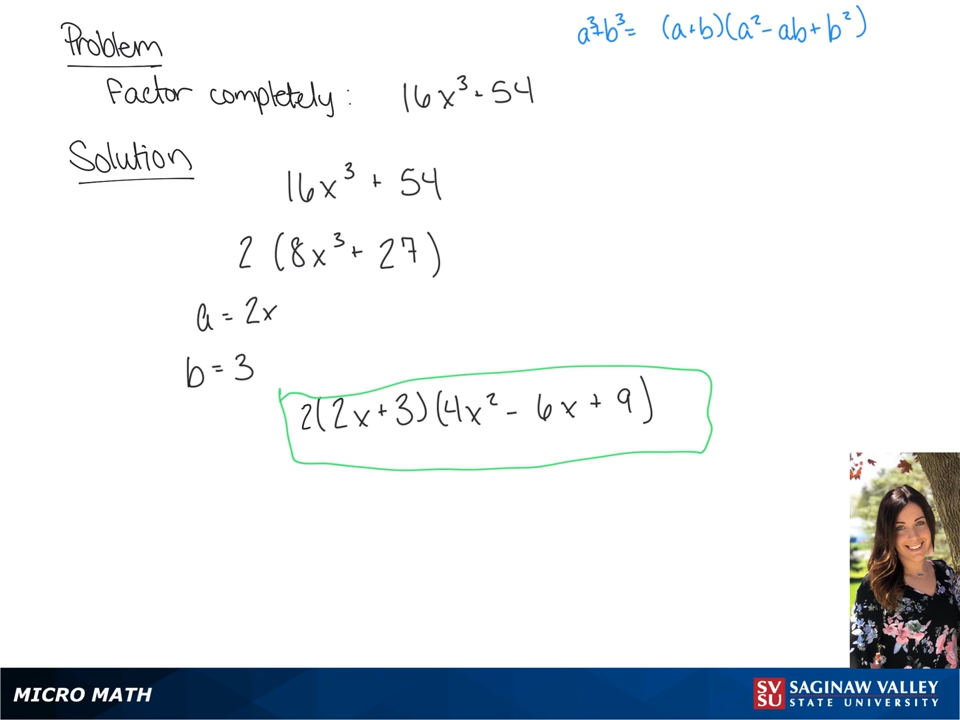 Problem
a³+b³ = (a+b)(a² - ab + b²)
Factor completely: 16x³ + 54
Solution
16x³ + 54
2 (8x³ + 27)
a = 2x
b = 3
2(2x+3)(4x² - 6x + 9)
MICRO MATH
SVSU SAGINAW VALLEY
STATE UNIVERSITY